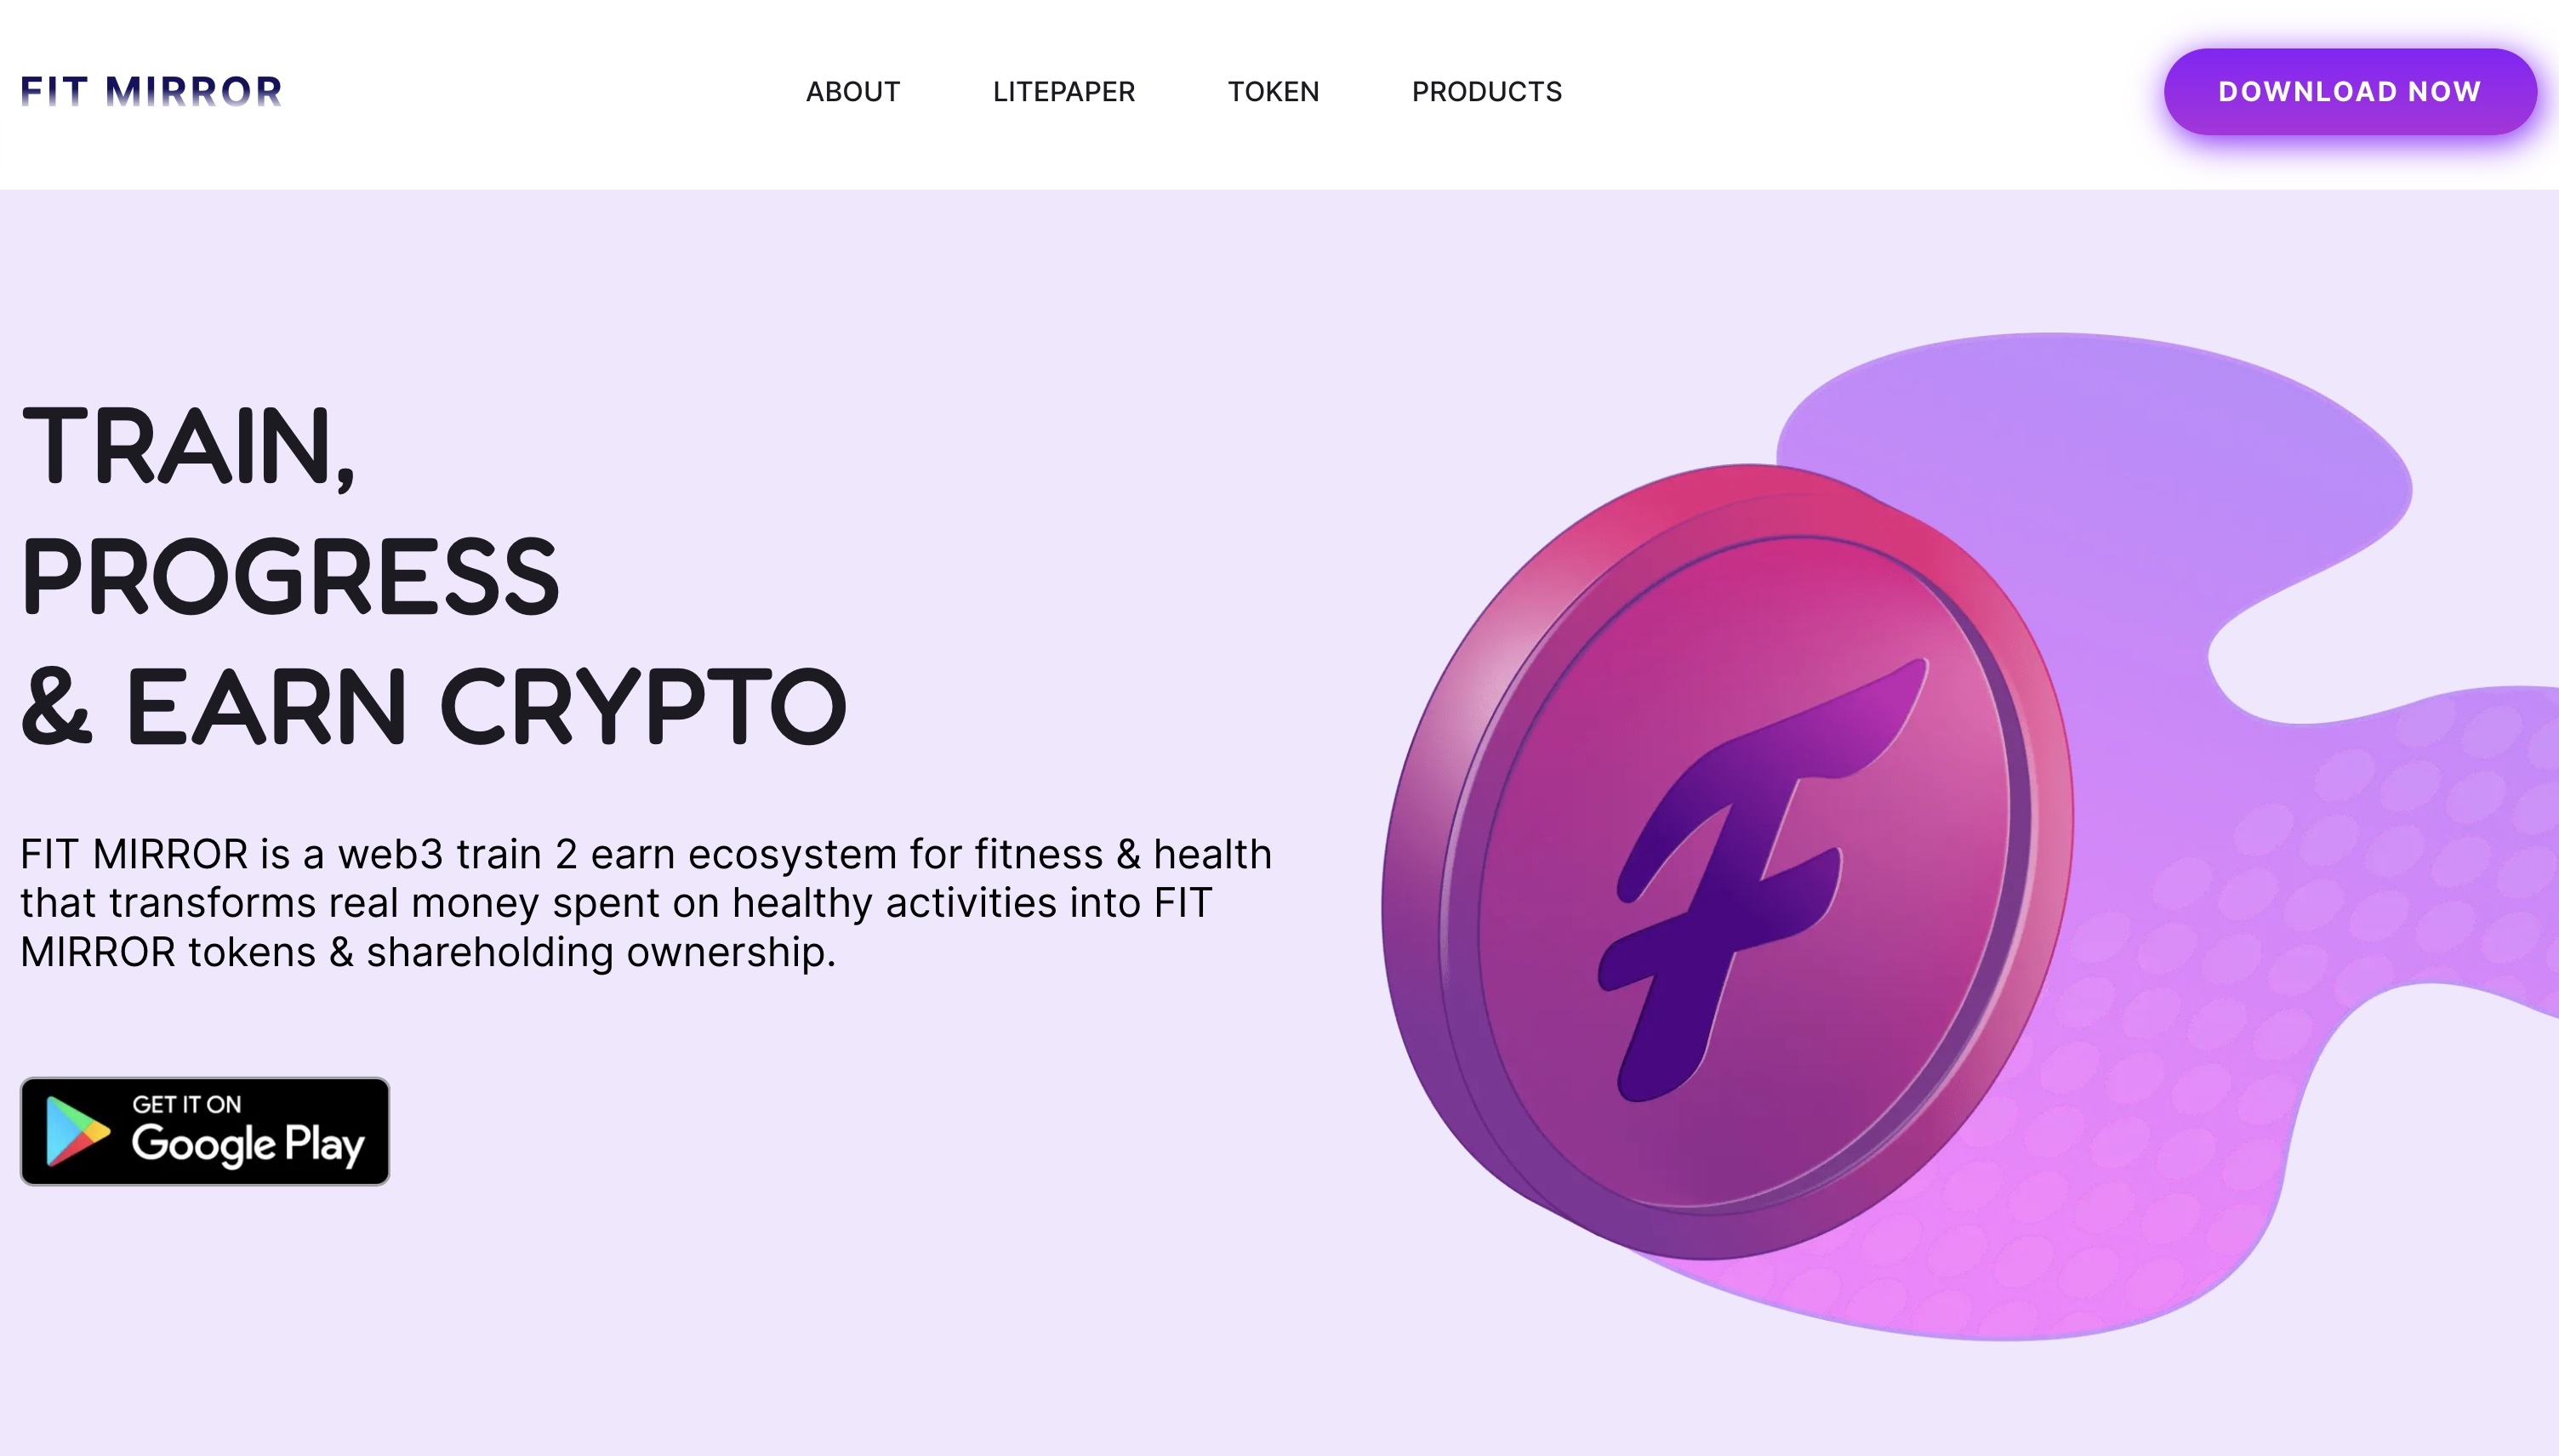 FIT MIRROR
ABOUT
LITEPAPER
TOKEN
PRODUCTS
DOWNLOAD NOW
TRAIN,
PROGRESS
& EARN CRYPTO
FIT MIRROR is a web3 train 2 earn ecosystem for fitness & health
that transforms real money spent on healthy activities into FIT
MIRROR tokens & shareholding ownership.
GET IT ON
Google Play
F